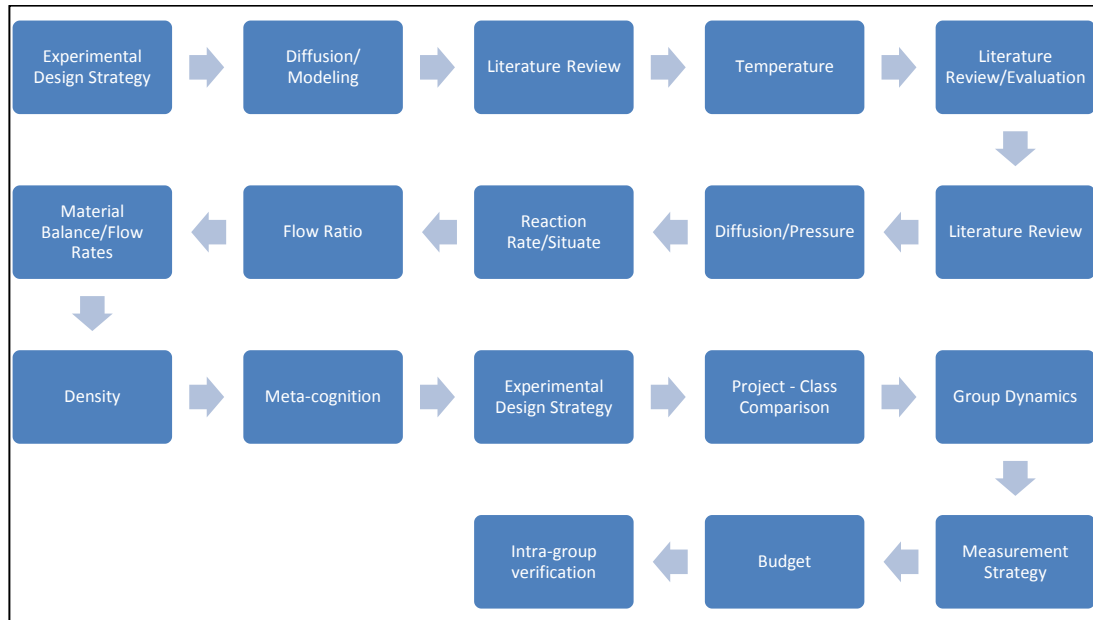 Experimental
Design Strategy
Diffusion/
Modeling
Literature Review
Temperature
Literature
Review/Evaluation
Material
Balance/Flow
Rates
Flow Ratio
Reaction
Rate/Situate
Diffusion/Pressure
Literature Review
Density
Meta-cognition
Experimental
Design Strategy
Project - Class
Comparison
Group Dynamics
Intra-group
verification
Budget
Measurement
Strategy